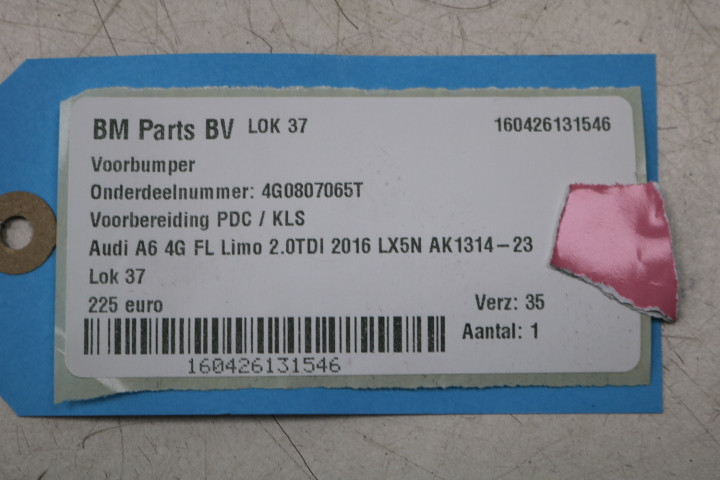 BM Parts BV LOK 37 160426131546
Voorbumper
Onderdeelnummer: 4G0807065T
Voorbereiding PDC / KLS
Audi A6 4G FL Limo 2.0TDI 2016 LX5N AK1314-23
Lok 37
225 euro Verz: 35
Aantal: 1
160426131546